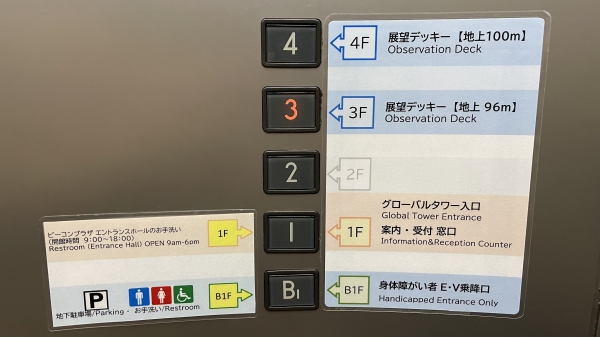 4
4F
展望デッキー【地上100m】
Observation Deck
3
3F
展望デッキー【地上 96m】
Observation Deck
2
2F
1
1F
グローバルタワー入口
Global Tower Entrance
案内・受付 窓口
Information&Reception Counter
B1
B1F
身体障がい者 E・V乗降口
Handicapped Entrance Only
ビーコンプラザ エントランスホールのお手洗い
(開館時間 9:00~18:00)
Restroom (Entrance Hall) OPEN 9am-6pm
1F
P
B1F
地下駐車場/Parking・お手洗い/Restroom